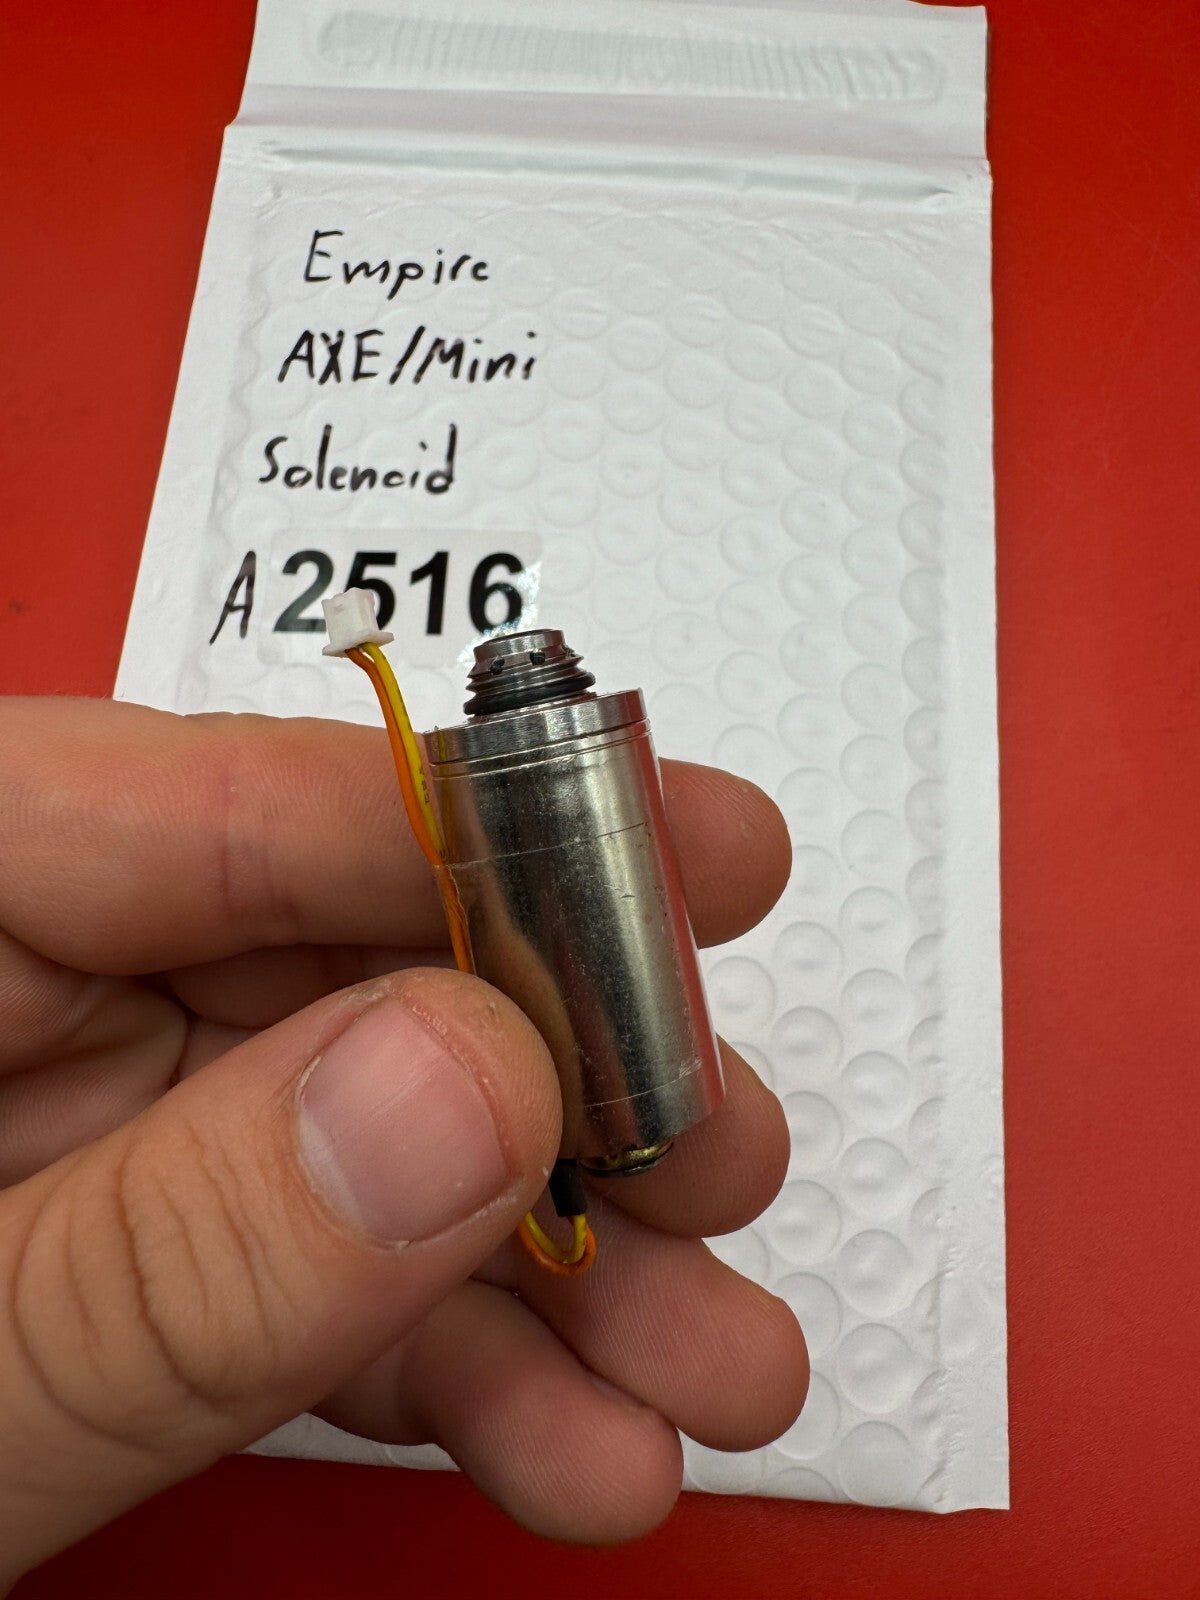 Empire
AXE/Mini
Solenoid
A2516